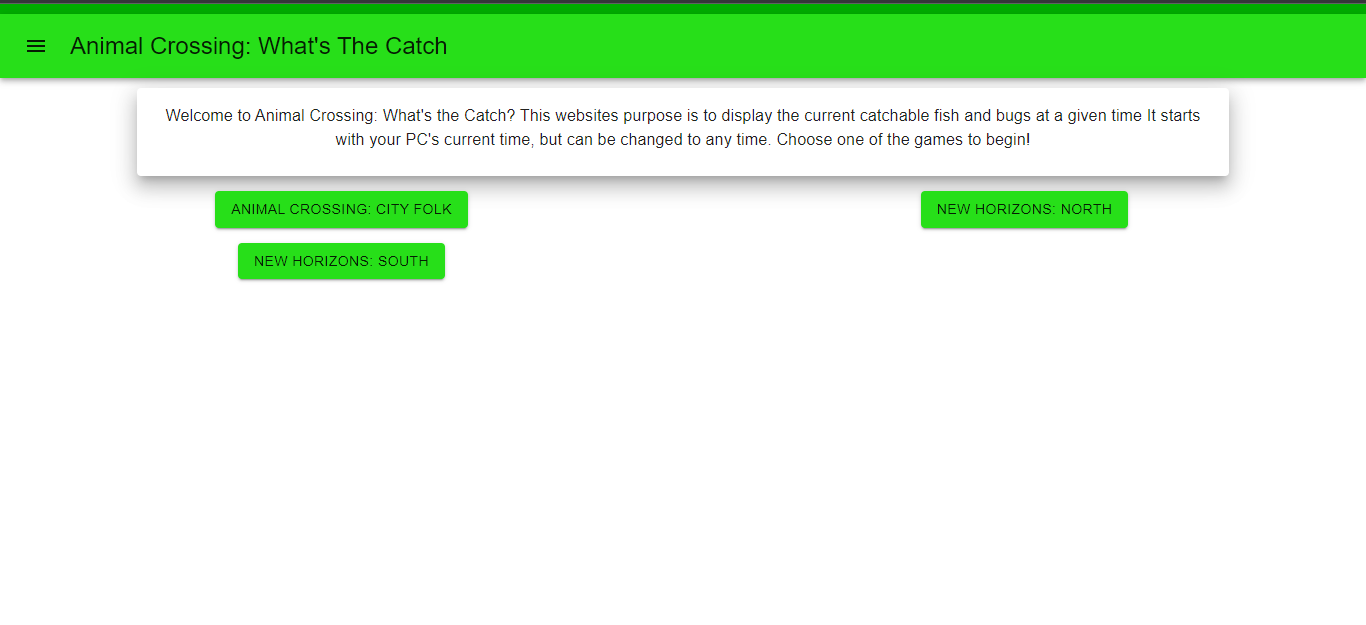 Animal Crossing: What's The Catch
Welcome to Animal Crossing: What's the Catch? This websites purpose is to display the current catchable fish and bugs at a given time It starts
with your PC's current time, but can be changed to any time. Choose one of the games to begin!
ANIMAL CROSSING: CITY FOLK
NEW HORIZONS: NORTH
NEW HORIZONS: SOUTH